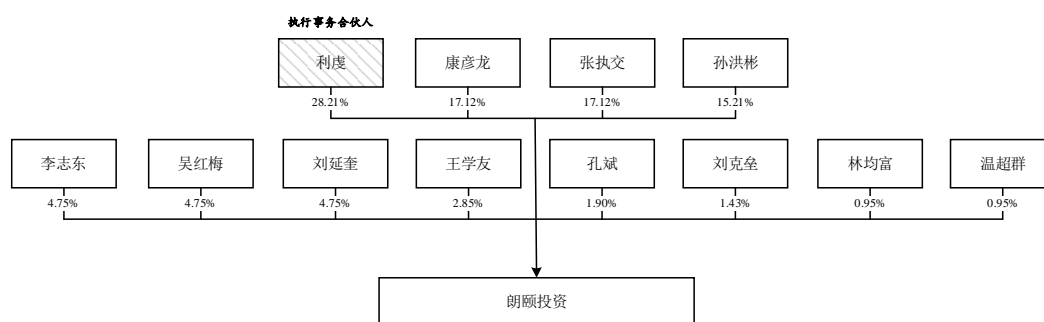 执行事务合伙人
利虔 康彦龙 张执交 孙洪彬
28.21% 17.12% 17.12% 15.21%
李志东 吴红梅 刘延奎 王学友 孔斌 刘克垒 林均富 温超群
4.75% 4.75% 4.75% 2.85% 1.90% 1.43% 0.95% 0.95%
朗颐投资